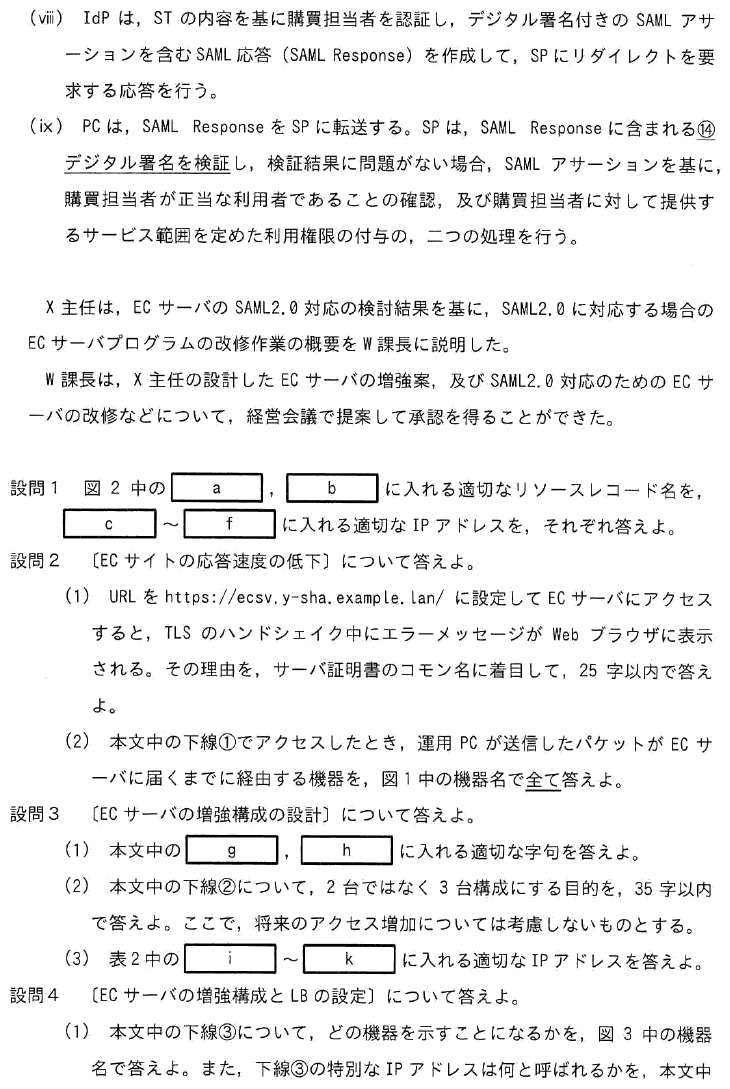 (ⅷ) IdP は，ST の内容を基に購買担当者を認証し，デジタル署名付きの SAML アサ
ーションを含む SAML 応答（SAML Response）を作成して，SP にリダイレクトを要
求する応答を行う。
(ⅸ) PC は，SAML Response を SP に転送する。SP は，SAML Response に含まれる⑭
デジタル署名を検証し，検証結果に問題がない場合，SAML アサーションを基に，
購買担当者が正当な利用者であることの確認，及び購買担当者に対して提供す
るサービス範囲を定めた利用権限の付与の，二つの処理を行う。
X 主任は，EC サーバの SAML2.0 対応の検討結果を基に，SAML2.0 に対応する場合の
EC サーバプログラムの改修作業の概要を W 課長に説明した。
W 課長は，X 主任の設計した EC サーバの増強案，及び SAML2.0 対応のための EC サ
ーバの改修などについて，経営会議で提案して承認を得ることができた。
設問1 図 2 中の a ， b に入れる適切なリソースレコード名を，
c ～ f に入れる適切な IP アドレスを，それぞれ答えよ。
設問2 〔EC サイトの応答速度の低下〕について答えよ。
(1) URL を https://ecsv.y-sha.example.lan/ に設定して EC サーバにアクセス
すると，TLS のハンドシェイク中にエラーメッセージが Web ブラウザに表示
される。その理由を，サーバ証明書のコモン名に着目して，25 字以内で答え
よ。
(2) 本文中の下線①でアクセスしたとき，運用 PC が送信したパケットが EC サ
ーバに届くまでに経由する機器を，図 1 中の機器名で全て答えよ。
設問3 〔EC サーバの増強構成の設計〕について答えよ。
(1) 本文中の g ， h に入れる適切な字句を答えよ。
(2) 本文中の下線②について，2 台ではなく 3 台構成にする目的を，35 字以内
で答えよ。ここで，将来のアクセス増加については考慮しないものとする。
(3) 表 2 中の i ～ k に入れる適切な IP アドレスを答えよ。
設問4 〔EC サーバの増強構成と LB の設定〕について答えよ。
(1) 本文中の下線③について，どの機器を示すことになるかを，図 3 中の機器
名で答えよ。また，下線③の特別な IP アドレスは何と呼ばれるかを，本文中